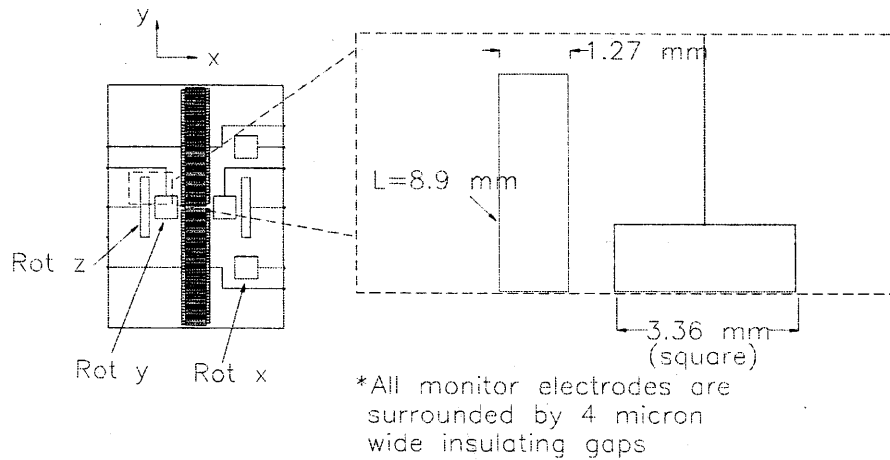 y
x
1.27 mm
L=8.9 mm
Rot z
Rot y
Rot x
3.36 mm
(square)
*All monitor electrodes are
surrounded by 4 micron
wide insulating gaps